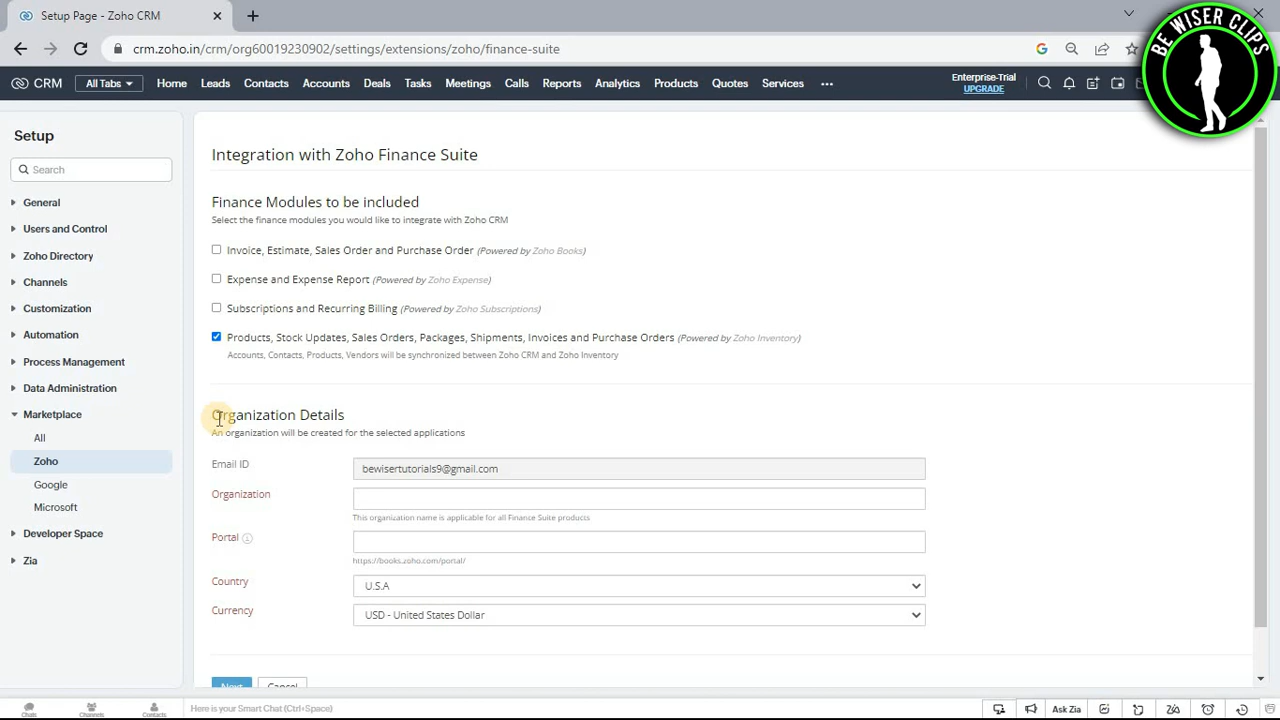 Setup Page - Zoho CRM
crm.zoho.in/crm/org60019230902/settings/extensions/zoho/finance-suite
BE WISER CLIPS
CRM
All Tabs
Home
Leads
Contacts
Accounts
Deals
Tasks
Meetings
Calls
Reports
Analytics
Products
Quotes
Services
Enterprise-Trial
UPGRADE
Setup
Search
General
Users and Control
Zoho Directory
Channels
Customization
Automation
Process Management
Data Administration
Marketplace
All
Zoho
Google
Microsoft
Developer Space
Zia
Integration with Zoho Finance Suite
Finance Modules to be included
Select the finance modules you would like to integrate with Zoho CRM
Invoice, Estimate, Sales Order and Purchase Order (Powered by Zoho Books)
Expense and Expense Report (Powered by Zoho Expense)
Subscriptions and Recurring Billing (Powered by Zoho Subscriptions)
Products, Stock Updates, Sales Orders, Packages, Shipments, Invoices and Purchase Orders (Powered by Zoho Inventory)
Accounts, Contacts, Products, Vendors will be synchronized between Zoho CRM and Zoho Inventory
Organization Details
An organization will be created for the selected applications
Email ID
bewisertutorials9@gmail.com
Organization
This organization name is applicable for all Finance Suite products
Portal
https://books.zoho.com/portal/
Country
U.S.A
Currency
USD - United States Dollar
Next
Cancel
Chats
Channels
Contacts
Here is your Smart Chat (Ctrl+Space)
Ask Zia